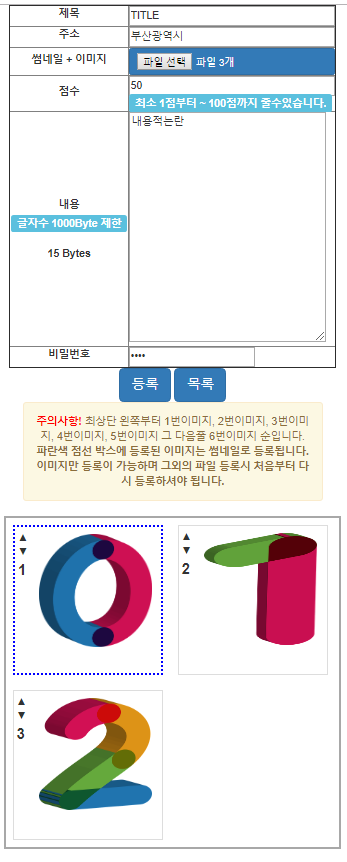 제목 TITLE
주소 부산광역시
썸네일 + 이미지 파일 선택 파일 3개
점수 50
최소 1점부터 ~ 100점까지 줄수있습니다.
내용적는란
내용
글자수 1000Byte 제한
15 Bytes
비밀번호 ••••
등록 목록
주의사항! 최상단 왼쪽부터 1번이미지, 2번이미지, 3번이미
지, 4번이미지, 5번이미지 그 다음줄 6번이미지 순입니다.
파란색 점선 박스에 등록된 이미지는 썸네일로 등록됩니다.
이미지만 등록이 가능하며 그외의 파일 등록시 처음부터 다
시 등록하셔야 됩니다.
▲ ▲
▼ ▼
1 0 2 1
▲
▼
3 2